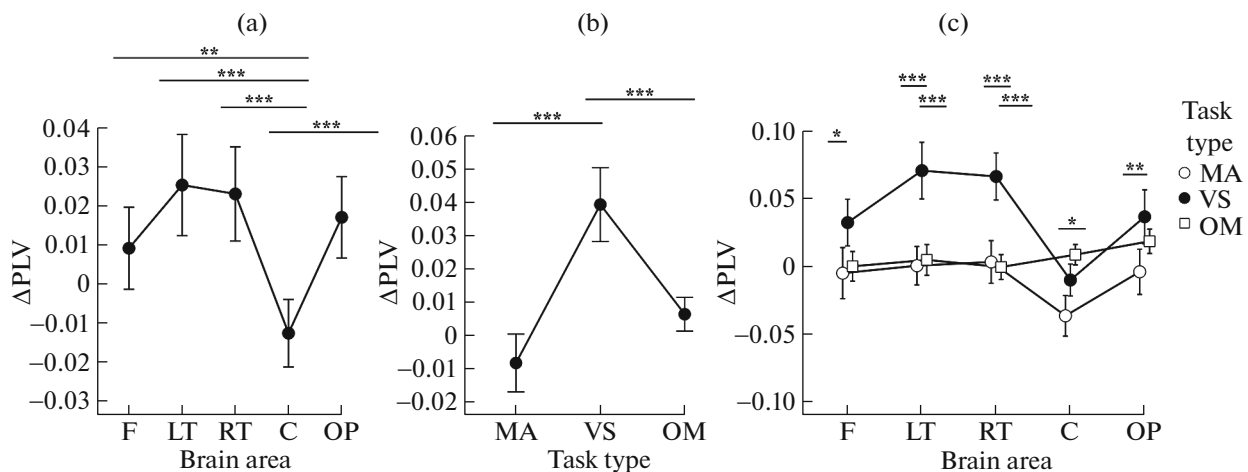 (a)
**
***
***
***
0.04
0.03
0.02
0.01
0
−0.01
−0.02
−0.03
ΔPLV
F LT RT C OP
Brain area
(b)
***
***
0.06
0.05
0.04
0.03
0.02
0.01
0
−0.01
0.02
ΔPLV
MA VS OM
Task type
(c)
*** ***
*** ***
*
**
*
0.10
0.05
0
−0.05
−0.10
ΔPLV
F LT RT C OP
Brain area
Task
type
MA
VS
OM